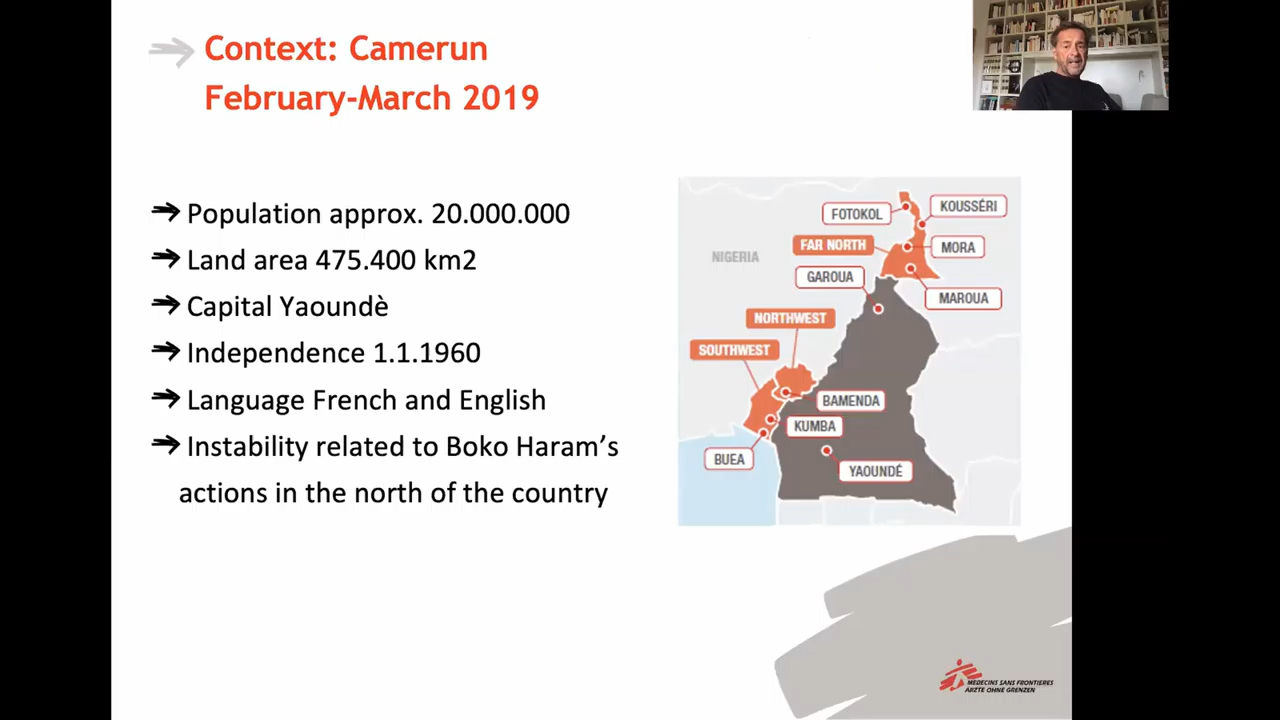 Context: Camerun
February-March 2019
Population approx. 20.000.000
Land area 475.400 km2
Capital Yaoundè
Independence 1.1.1960
Language French and English
Instability related to Boko Haram’s
actions in the north of the country
FOTOKOL
KOUSSÉRI
FAR NORTH
MORA
NIGERIA
GAROUA
MAROUA
NORTHWEST
SOUTHWEST
BAMENDA
KUMBA
BUEA
YAOUNDÉ
MEDECINS SANS FRONTIERES
ÄRZTE OHNE GRENZEN